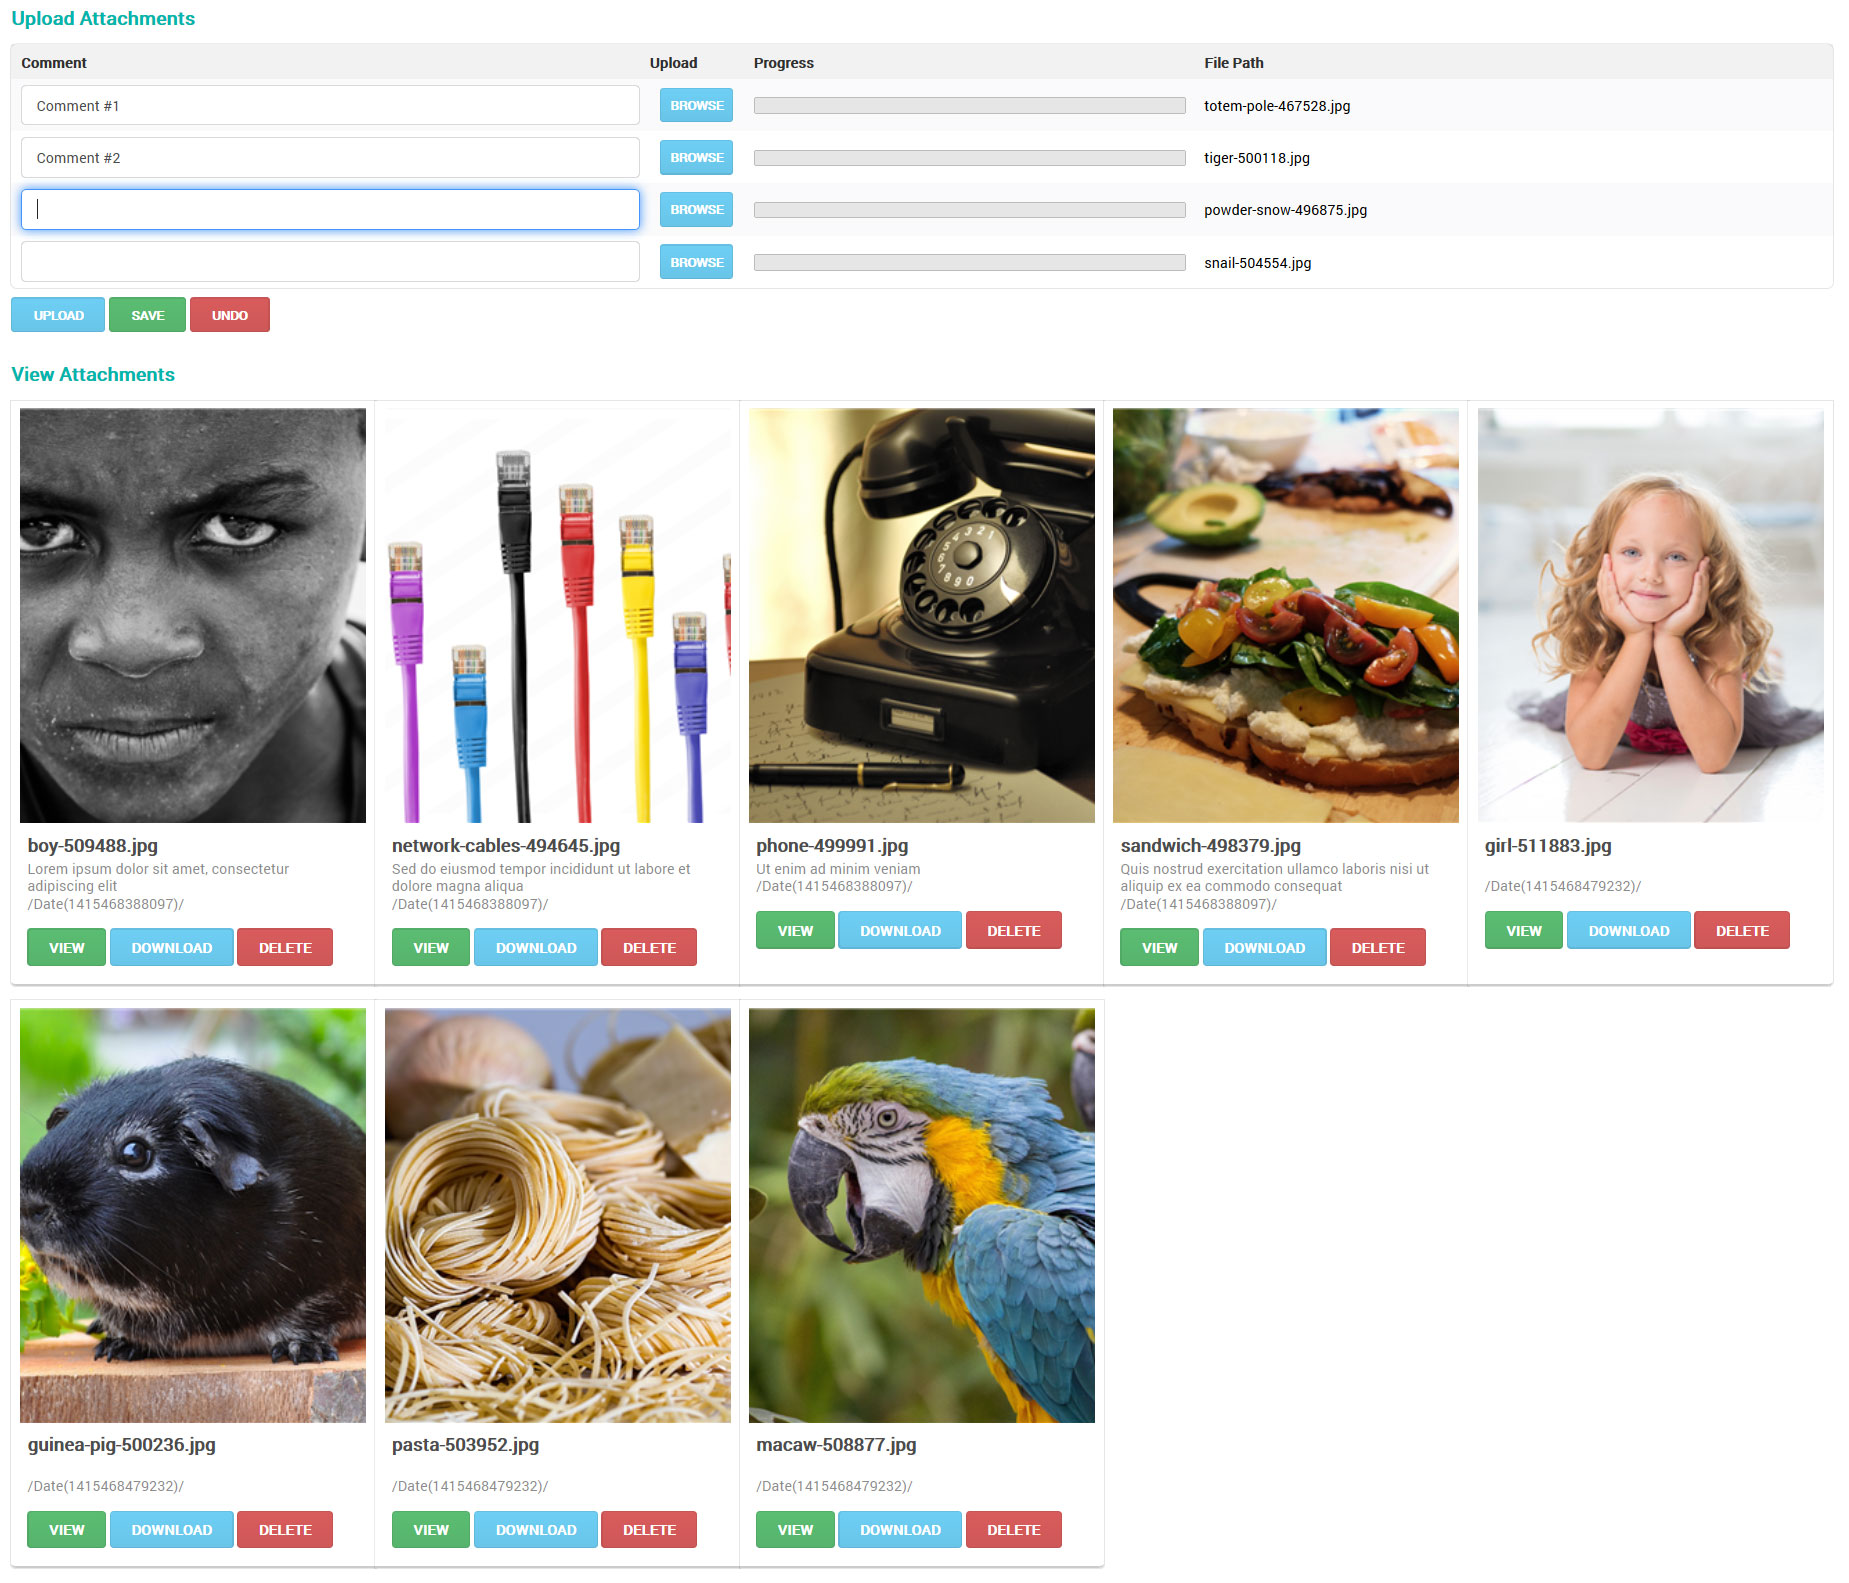 Upload Attachments
Comment Upload Progress File Path
Comment #1 BROWSE totem-pole-467528.jpg
Comment #2 BROWSE tiger-500118.jpg
BROWSE powder-snow-496875.jpg
BROWSE snail-504554.jpg
UPLOAD SAVE UNDO
View Attachments
boy-509488.jpg
Lorem ipsum dolor sit amet, consectetur
adipiscing elit
/Date(1415468388097)/
VIEW DOWNLOAD DELETE
network-cables-494645.jpg
Sed do eiusmod tempor incididunt ut labore et
dolore magna aliqua
/Date(1415468388097)/
VIEW DOWNLOAD DELETE
phone-499991.jpg
Ut enim ad minim veniam
/Date(1415468388097)/
VIEW DOWNLOAD DELETE
sandwich-498379.jpg
Quis nostrud exercitation ullamco laboris nisi ut
aliquip ex ea commodo consequat
/Date(1415468388097)/
VIEW DOWNLOAD DELETE
girl-511883.jpg
/Date(1415468479232)/
VIEW DOWNLOAD DELETE
guinea-pig-500236.jpg
/Date(1415468479232)/
VIEW DOWNLOAD DELETE
pasta-503952.jpg
/Date(1415468479232)/
VIEW DOWNLOAD DELETE
macaw-508877.jpg
/Date(1415468479232)/
VIEW DOWNLOAD DELETE